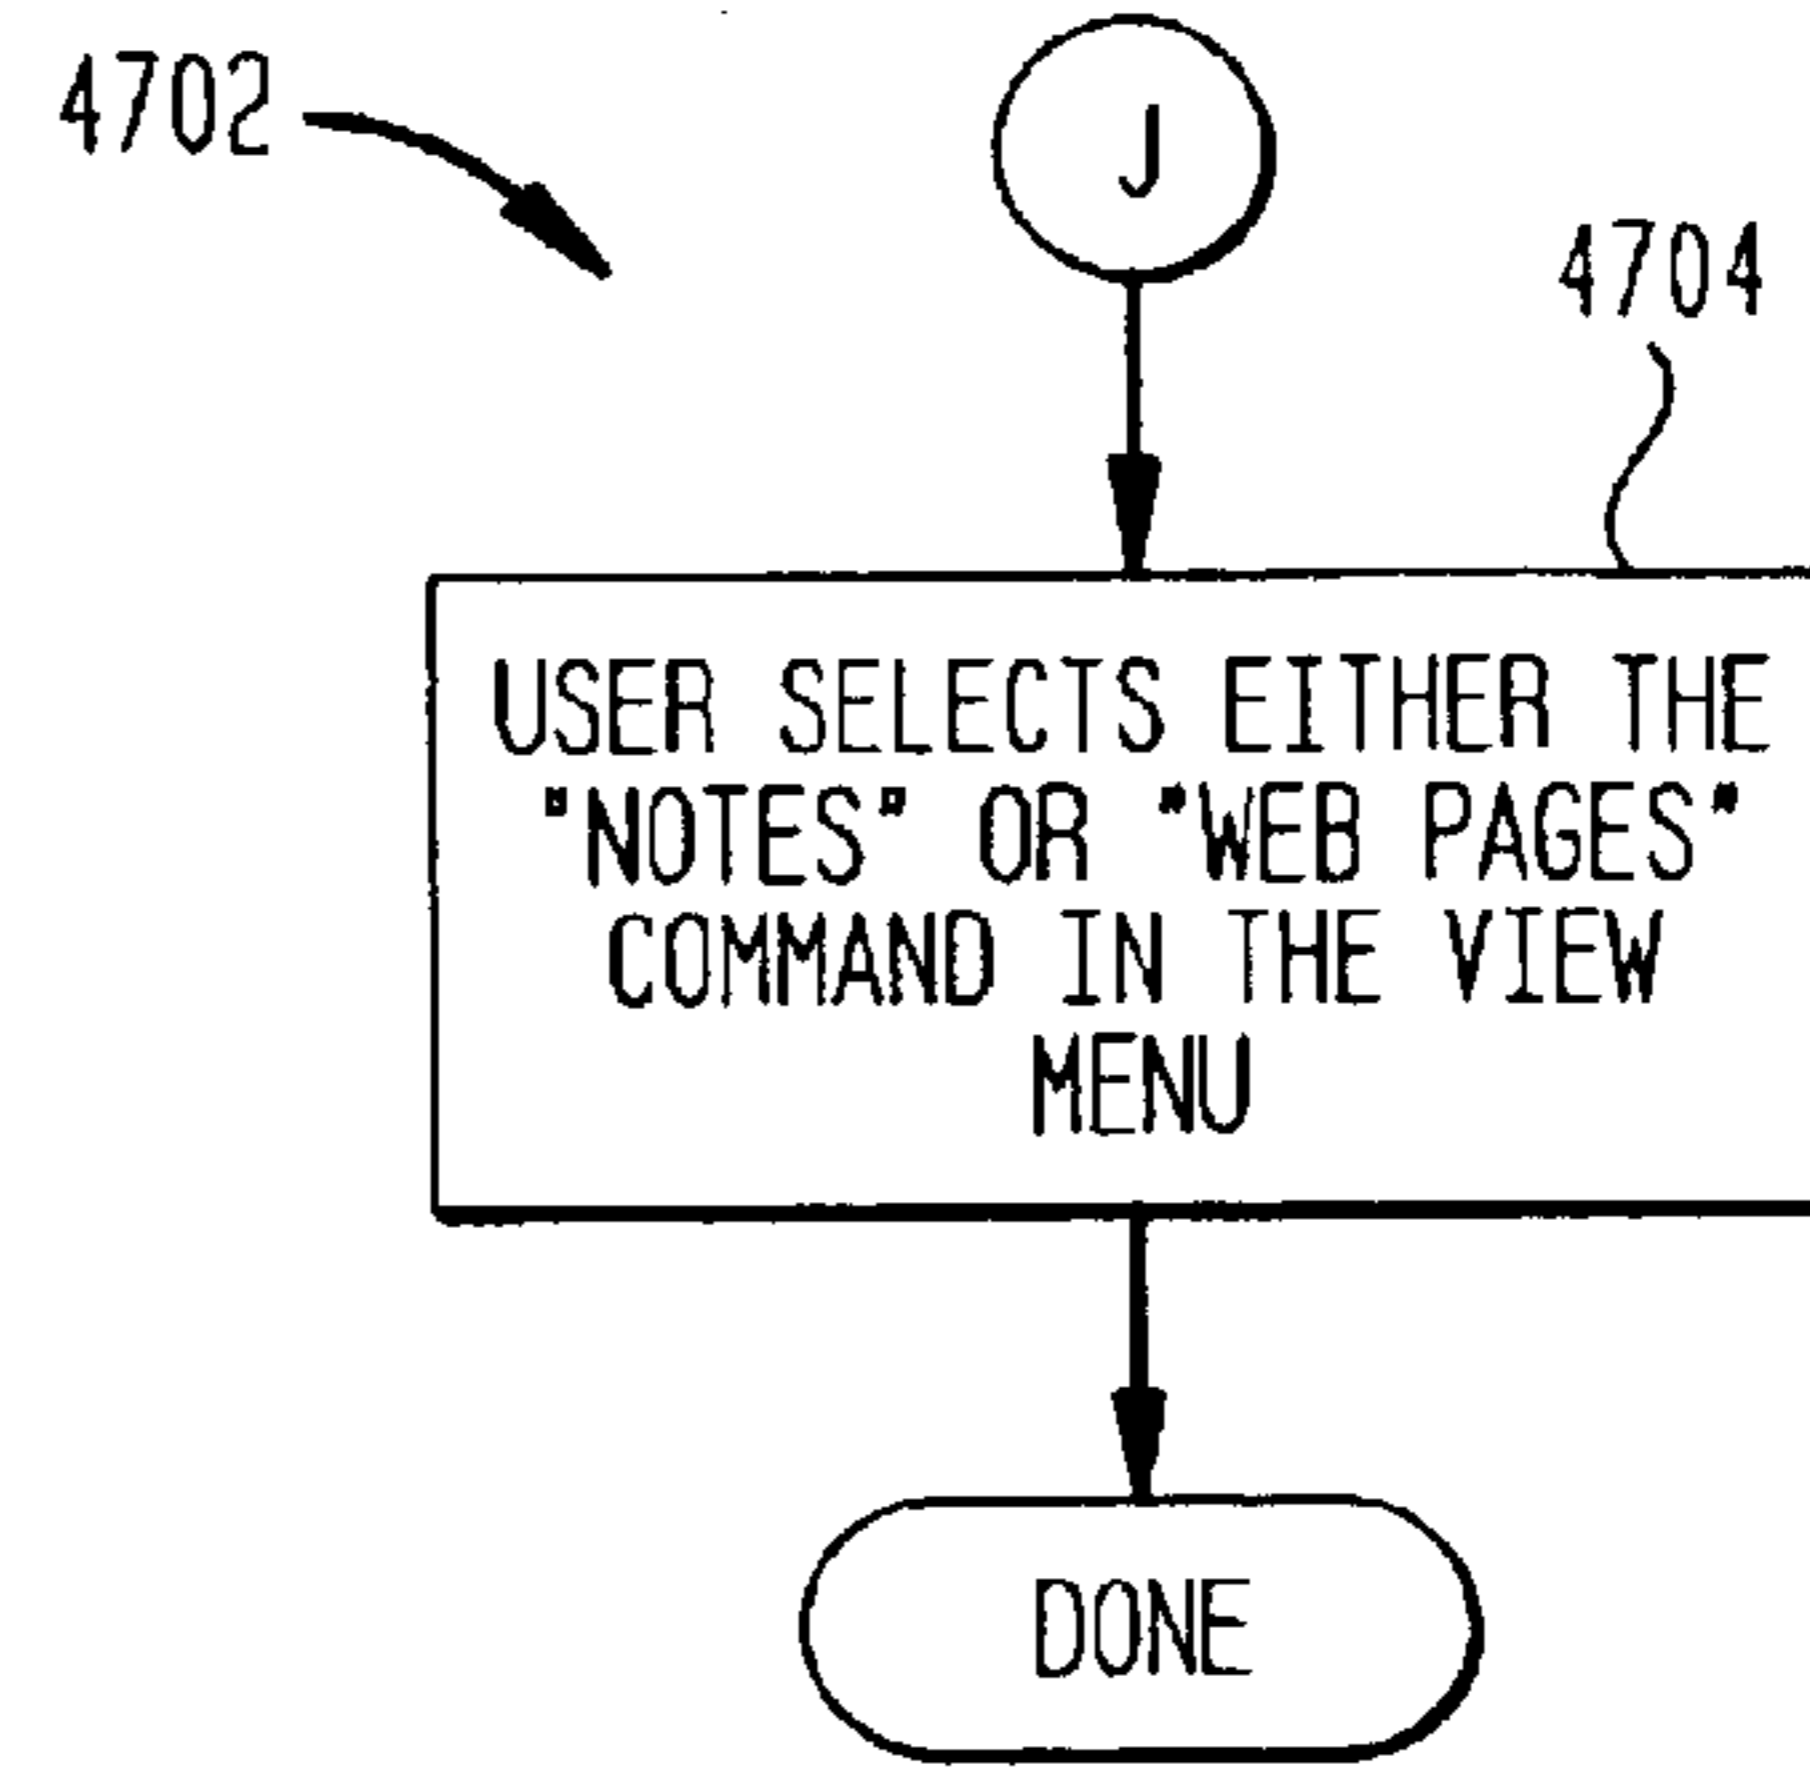 4702
J
4704
USER SELECTS EITHER THE
"NOTES" OR "WEB PAGES"
COMMAND IN THE VIEW
MENU
DONE